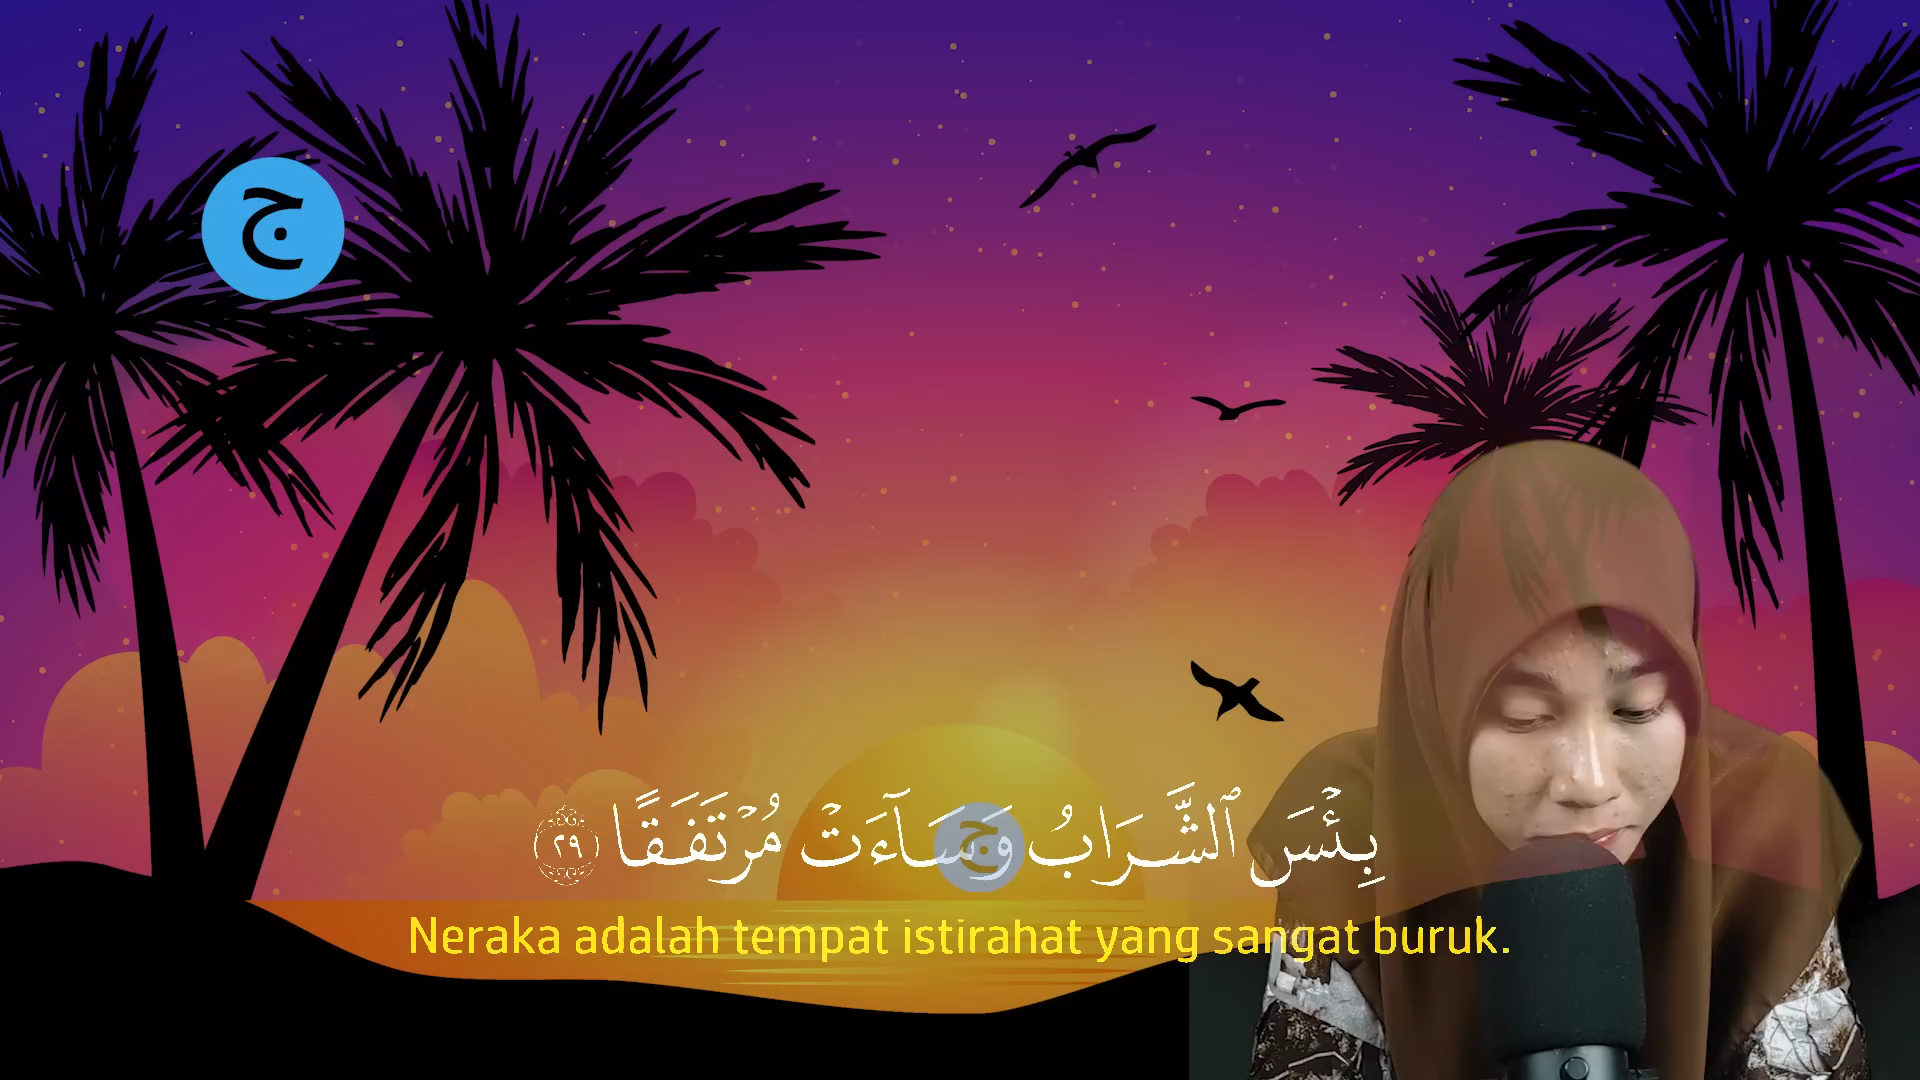 ج
بِئْسَ ٱلشَّرَابُ وَسَآءَتْ مُرْتَفَقًا ٢٩
ج
Neraka adalah tempat istirahat yang sangat buruk.